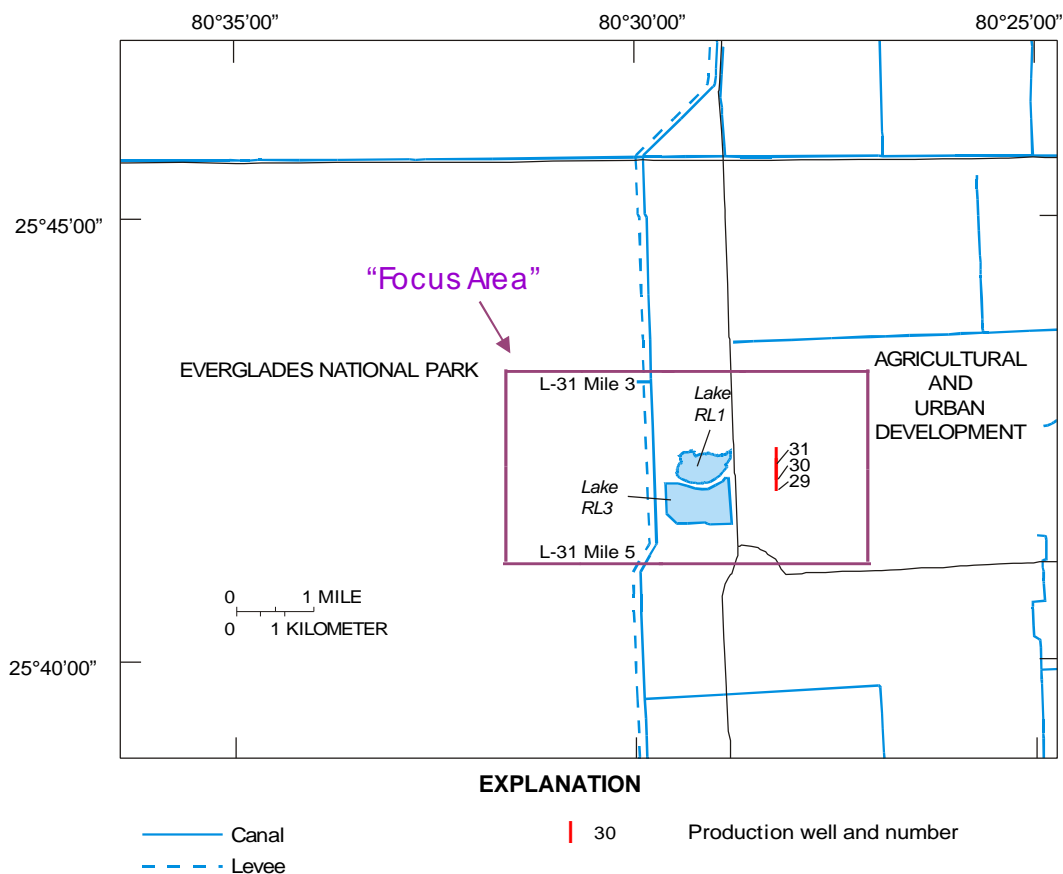 80°35'00”
80°30'00”
80°25'00”
25°45'00”
“Focus Area”
EVERGLADES NATIONAL PARK
AGRICULTURAL
AND
URBAN
DEVELOPMENT
L-31 Mile 3
Lake
RL1
31
30
29
Lake
RL3
L-31 Mile 5
0 1 MILE
0 1 KILOMETER
25°40'00”
EXPLANATION
Canal
Levee
30 Production well and number